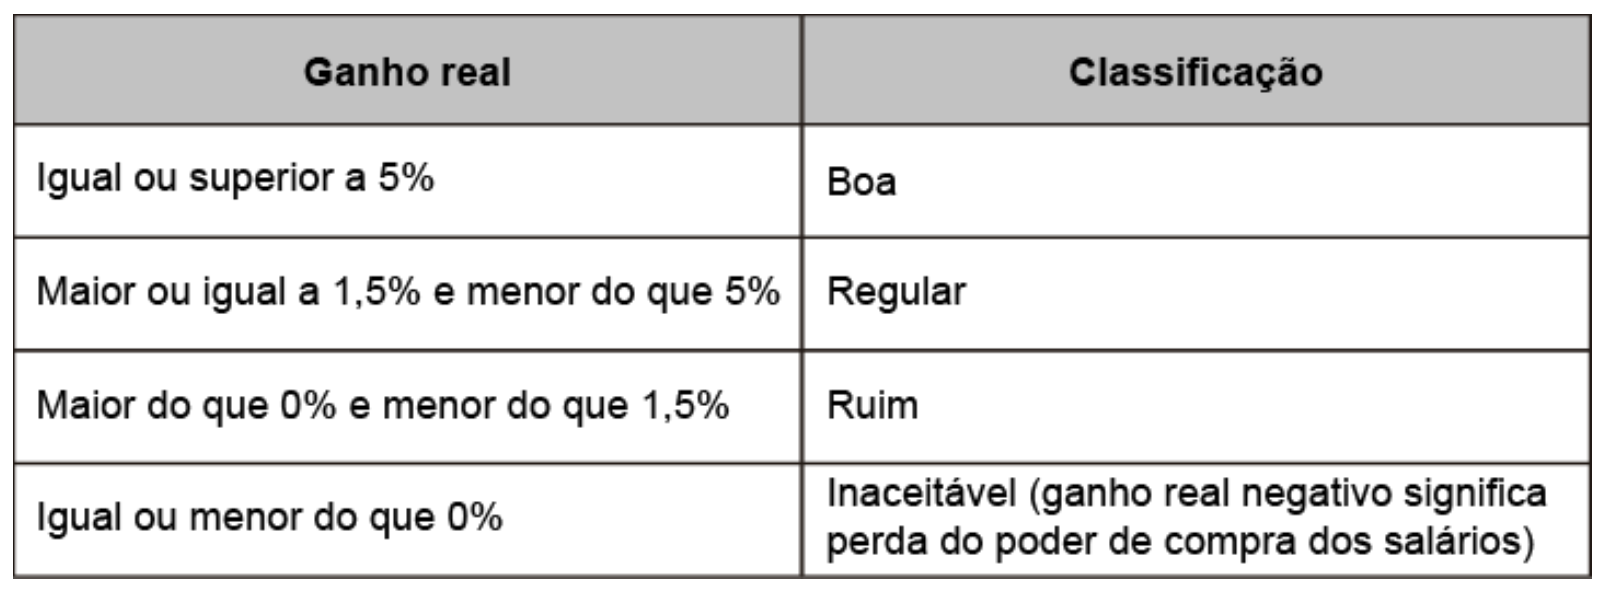 Ganho real
Classificação
Igual ou superior a 5%
Boa
Maior ou igual a 1,5% e menor do que 5%
Regular
Maior do que 0% e menor do que 1,5%
Ruim
Igual ou menor do que 0%
Inaceitável (ganho real negativo significa
perda do poder de compra dos salários)